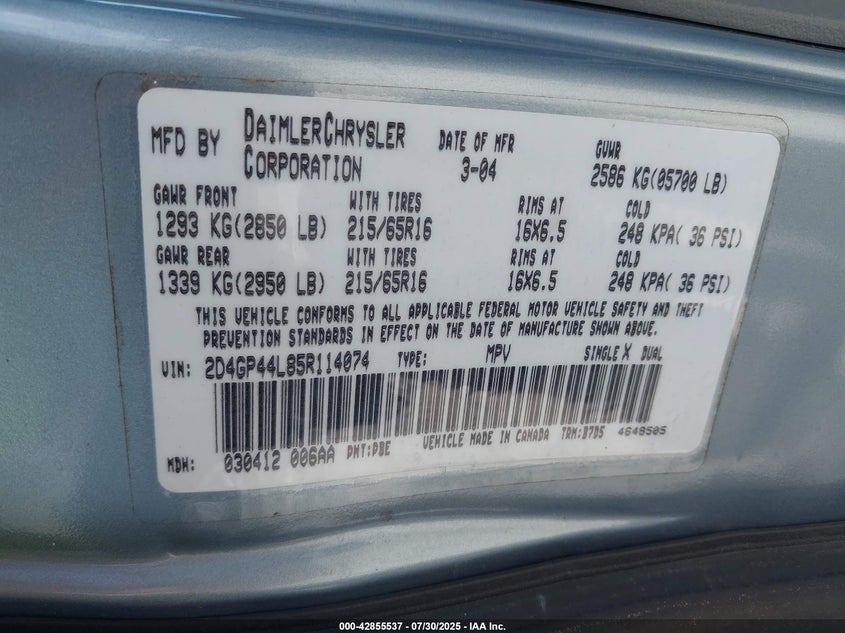 MFD BY DAIMLERCHRYSLER CORPORATION DATE OF MFR 3-04 GVWR 2586 KG(05700 LB)
GAWR FRONT WITH TIRES RIMS AT COLD
1293 KG(2850 LB) 215/65R16 16X6.5 248 KPA( 36 PSI)
GAWR REAR WITH TIRES RIMS AT COLD
1339 KG(2950 LB) 215/65R16 16X6.5 248 KPA( 36 PSI)
THIS VEHICLE CONFORMS TO ALL APPLICABLE FEDERAL MOTOR VEHICLE SAFETY AND THEFT
PREVENTION STANDARDS IN EFFECT ON THE DATE OF MANUFACTURE SHOWN ABOVE.
VIN: 2D4GP44L85R114074 TYPE: MPV SINGLE X DUAL
MDH: 030412 006AA PNT:PBE VEHICLE MADE IN CANADA TRM:B7D5 4648505
000-42855537 - 07/30/2025 - IAA Inc.